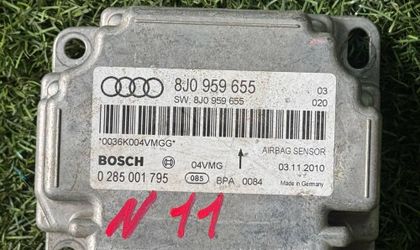 8J0 959 655 03
SW: 8J0 959 655 020
*0036K004VMGG*
BOSCH 04VMG AIRBAG SENSOR
03.11.2010
0 285 001 795 085 BPA 0084 Made in Germany
N 11